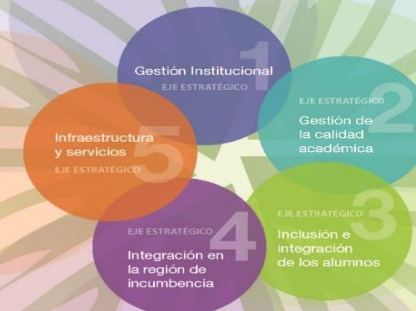 1
Gestión Institucional
EJE ESTRATÉGICO
2
EJE ESTRATÉGICO
Gestión de
la calidad
académica
3
EJE ESTRATÉGICO
Inclusión e
integración
de los alumnos
4
EJE ESTRATÉGICO
Integración en
la región de
incumbencia
5
Infraestructura
y servicios
EJE ESTRATÉGICO